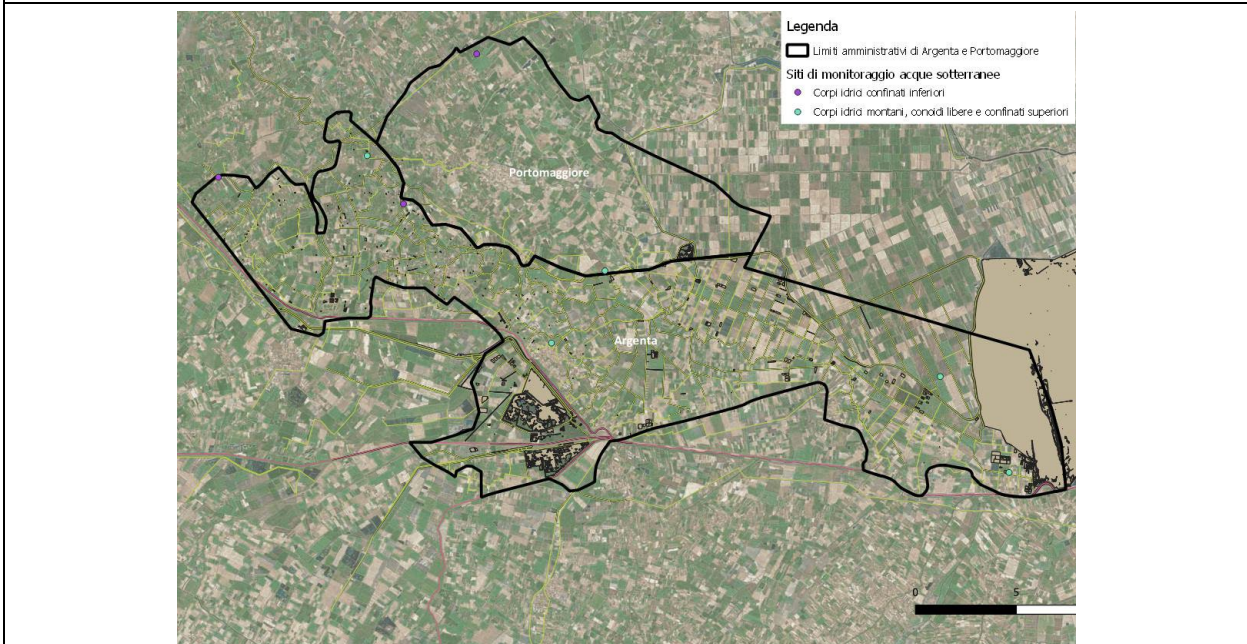 Legenda
Limiti amministrativi di Argenta e Portomaggiore
Siti di monitoraggio acque sotterranee
Corpi idrici confinati inferiori
Corpi idrici montani, conoidi libere e confinati superiori
Portomaggiore
Argenta
0 5